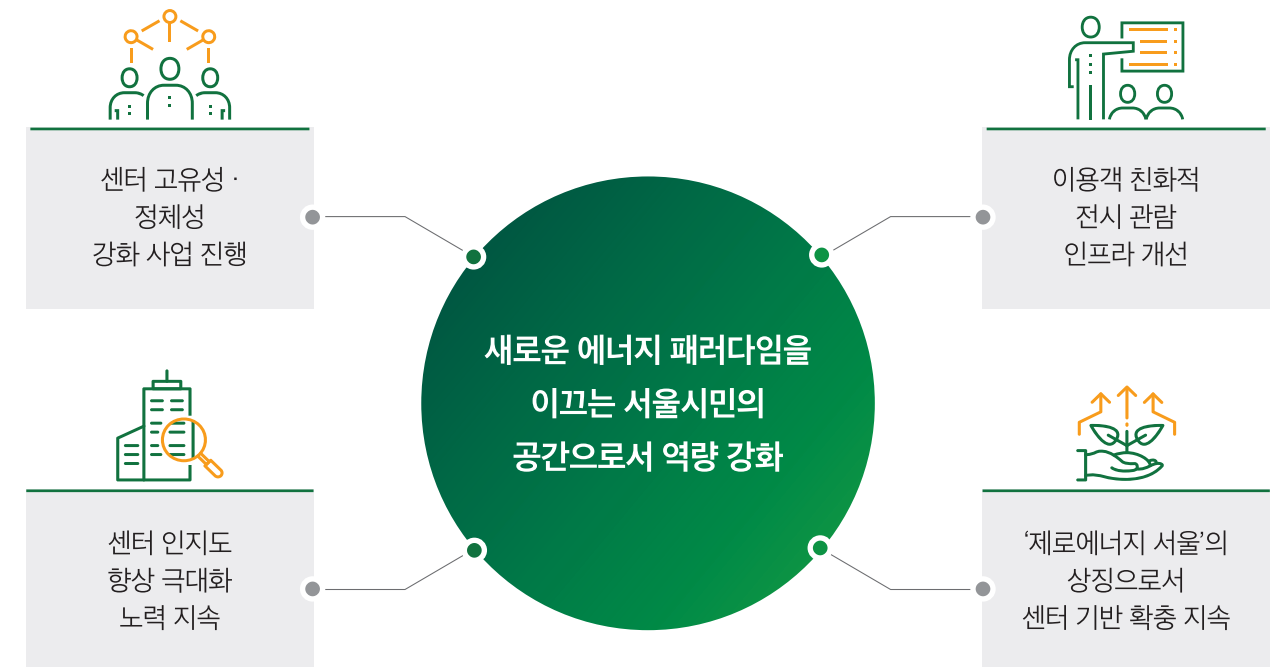 센터 고유성 ·
정체성
강화 사업 진행
이용객 친화적
전시 관람
인프라 개선
새로운 에너지 패러다임을
이끄는 서울시민의
공간으로서 역량 강화
센터 인지도
향상 극대화
노력 지속
‘제로에너지 서울’의
상징으로서
센터 기반 확충 지속